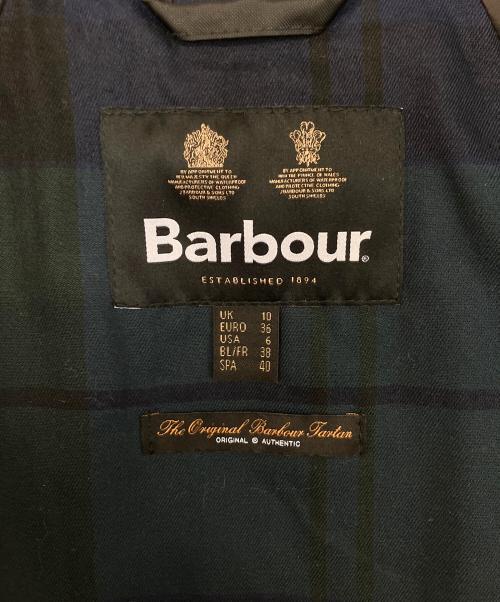 BY APPOINTMENT TO
HER MAJESTY THE QUEEN
MANUFACTURERS OF WATERPROOF
AND PROTECTIVE CLOTHING
J BARBOUR & SONS LTD
SOUTH SHIELDS
BY APPOINTMENT TO
HRH THE PRINCE OF WALES
MANUFACTURERS OF WATERPROOF
AND PROTECTIVE CLOTHING
J BARBOUR & SONS LTD
SOUTH SHIELDS
Barbour®
ESTABLISHED 1894
UK 10
EURO 36
USA 6
BL/FR 38
SPA 40
The Original Barbour Tartan
ORIGINAL ® AUTHENTIC